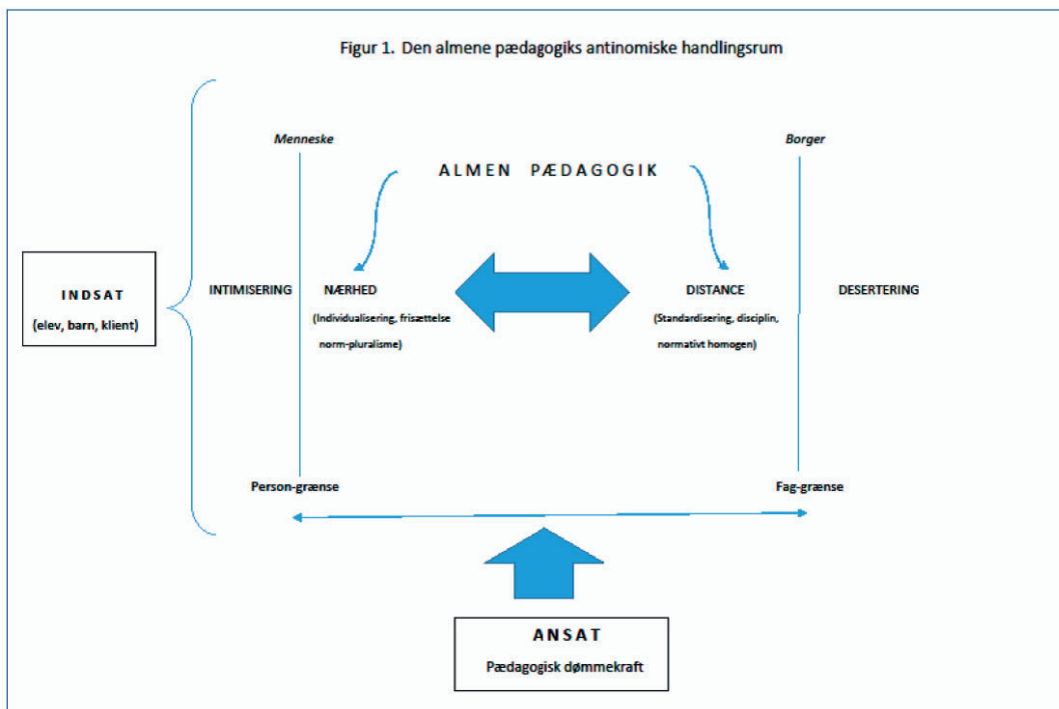 Figur 1. Den almene pædagogiks antinomiske handlingsrum
Menneske
Borger
ALMEN PÆDAGOGIK
INDSAT
(elev, barn, klient)
INTIMISERING
NÆRHED
(Individualisering, frisættelse
norm-pluralisme)
DISTANCE
(Standardisering, disciplin,
normativt homogen)
DESERTERING
Person-grænse
Fag-grænse
ANSAT
Pædagogisk dømmekraft